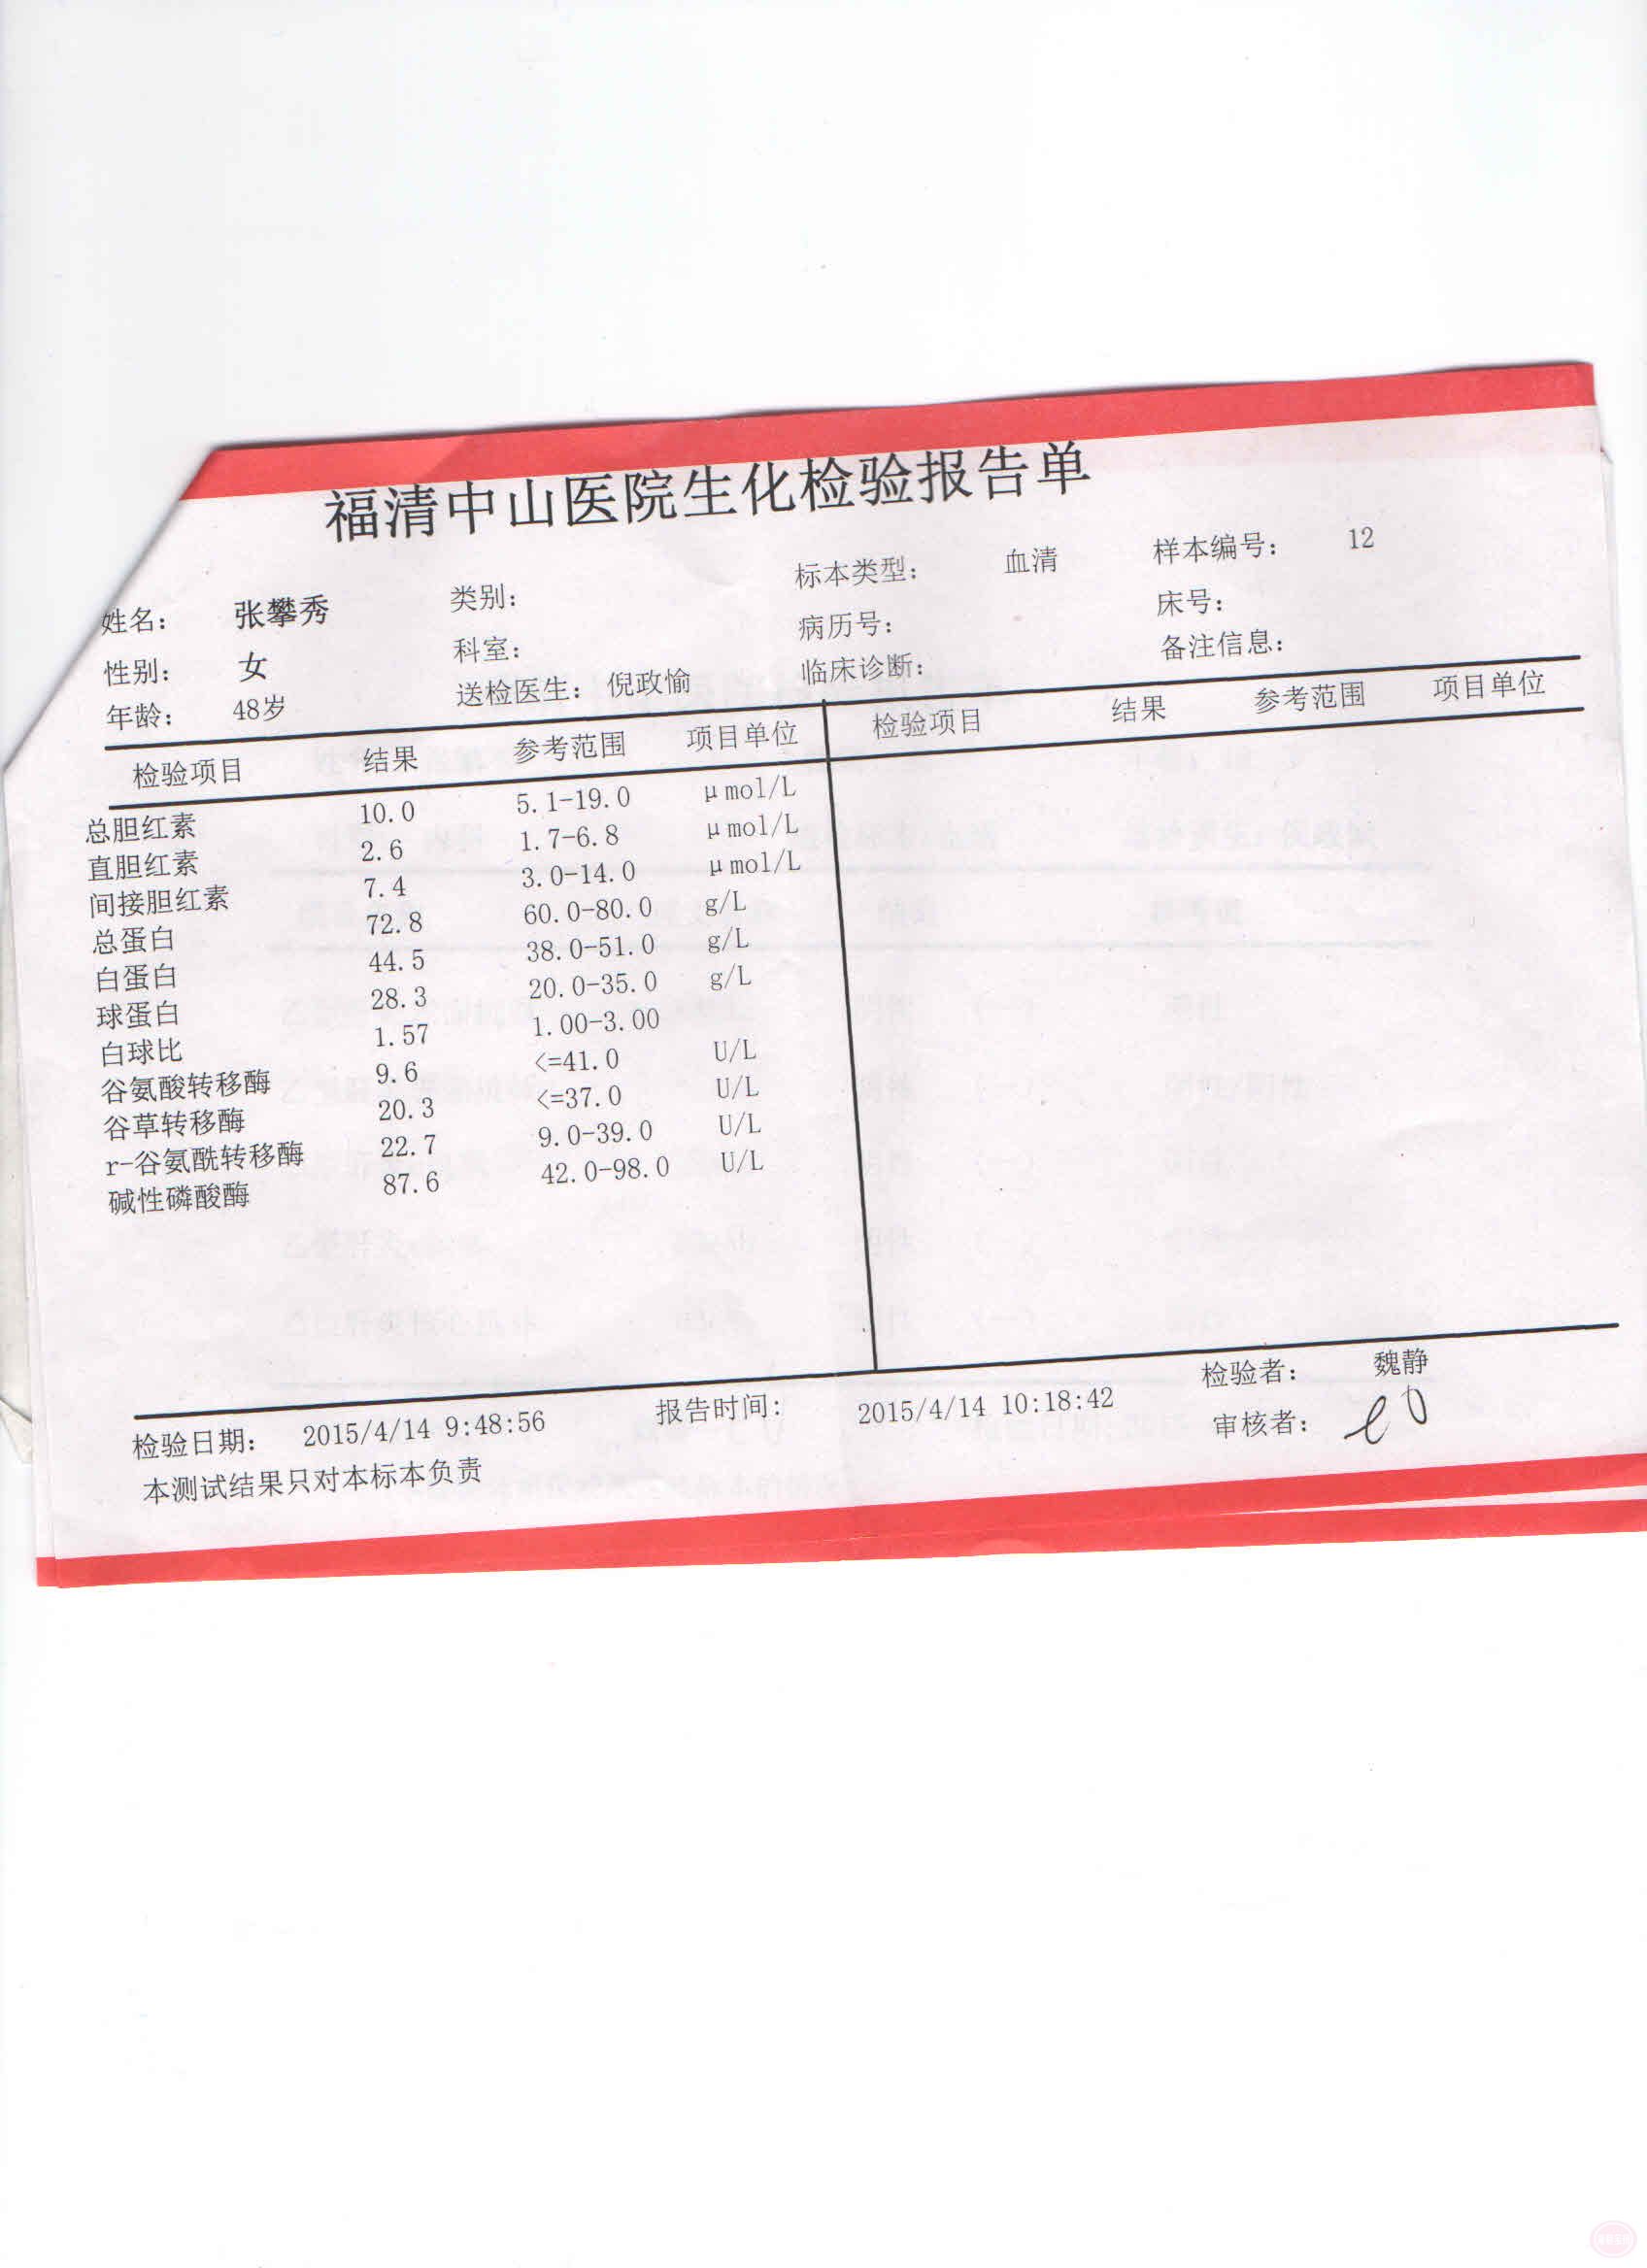 福清中山医院生化检验报告单
姓名： 张攀秀 类别： 标本类型： 血清 样本编号： 12
性别： 女 科室： 病历号： 床号：
年龄： 48岁 送检医生：倪政愉 临床诊断： 备注信息：
检验项目 结果 参考范围 项目单位 检验项目 结果 参考范围 项目单位
总胆红素 10.0 5.1-19.0 μmol/L
直胆红素 2.6 1.7-6.8 μmol/L
间接胆红素 7.4 3.0-14.0 μmol/L
总蛋白 72.8 60.0-80.0 g/L
白蛋白 44.5 38.0-51.0 g/L
球蛋白 28.3 20.0-35.0 g/L
白球比 1.57 1.00-3.00
谷氨酸转移酶 9.6 <=41.0 U/L
谷草转移酶 20.3 <=37.0 U/L
r-谷氨酰转移酶 22.7 9.0-39.0 U/L
碱性磷酸酶 87.6 42.0-98.0 U/L
检验日期： 2015/4/14 9:48:56 报告时间： 2015/4/14 10:18:42 检验者： 魏静
审核者：
本测试结果只对本标本负责